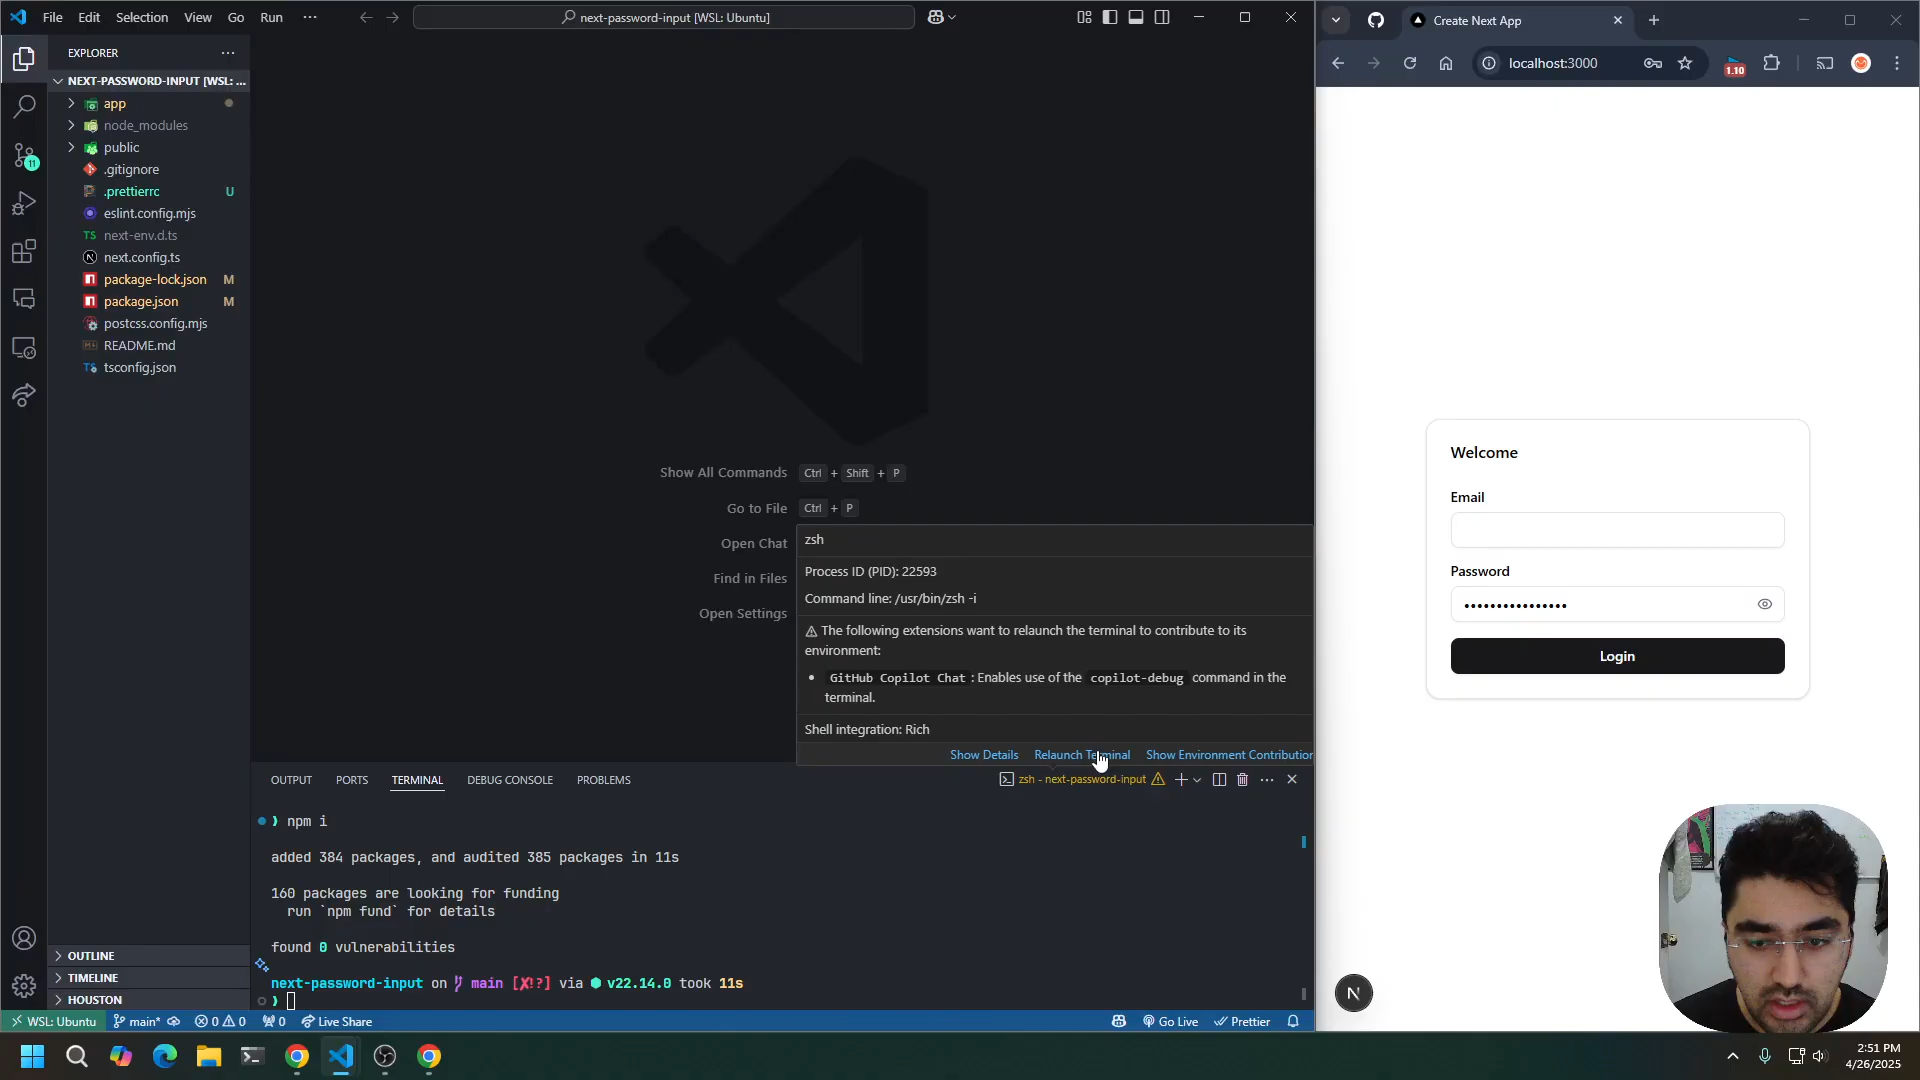 File Edit Selection View Go Run ···
next-password-input [WSL: Ubuntu]
EXPLORER
NEXT-PASSWORD-INPUT [WSL: ...
app
node_modules
public
.gitignore
.prettierrc U
eslint.config.mjs
TS next-env.d.ts
next.config.ts
package-lock.json M
package.json M
postcss.config.mjs
README.md
tsconfig.json
11
OUTLINE
TIMELINE
HOUSTON
Show All Commands Ctrl + Shift + P
Go to File Ctrl + P
Open Chat
Find in Files
Open Settings
zsh
Process ID (PID): 22593
Command line: /usr/bin/zsh -i
The following extensions want to relaunch the terminal to contribute to its
environment:
• GitHub Copilot Chat : Enables use of the copilot-debug command in the
terminal.
Shell integration: Rich
Show Details Relaunch Terminal Show Environment Contribution
OUTPUT PORTS TERMINAL DEBUG CONSOLE PROBLEMS
zsh - next-password-input
❯ npm i
added 384 packages, and audited 385 packages in 11s
160 packages are looking for funding
run `npm fund` for details
found 0 vulnerabilities
next-password-input on main [✘!?] via v22.14.0 took 11s
❯
WSL: Ubuntu main* 0 0 0 Live Share
Go Live Prettier
Create Next App
localhost:3000
1.10
Welcome
Email
Password
••••••••••••••••
Login
N
2:51 PM
4/26/2025